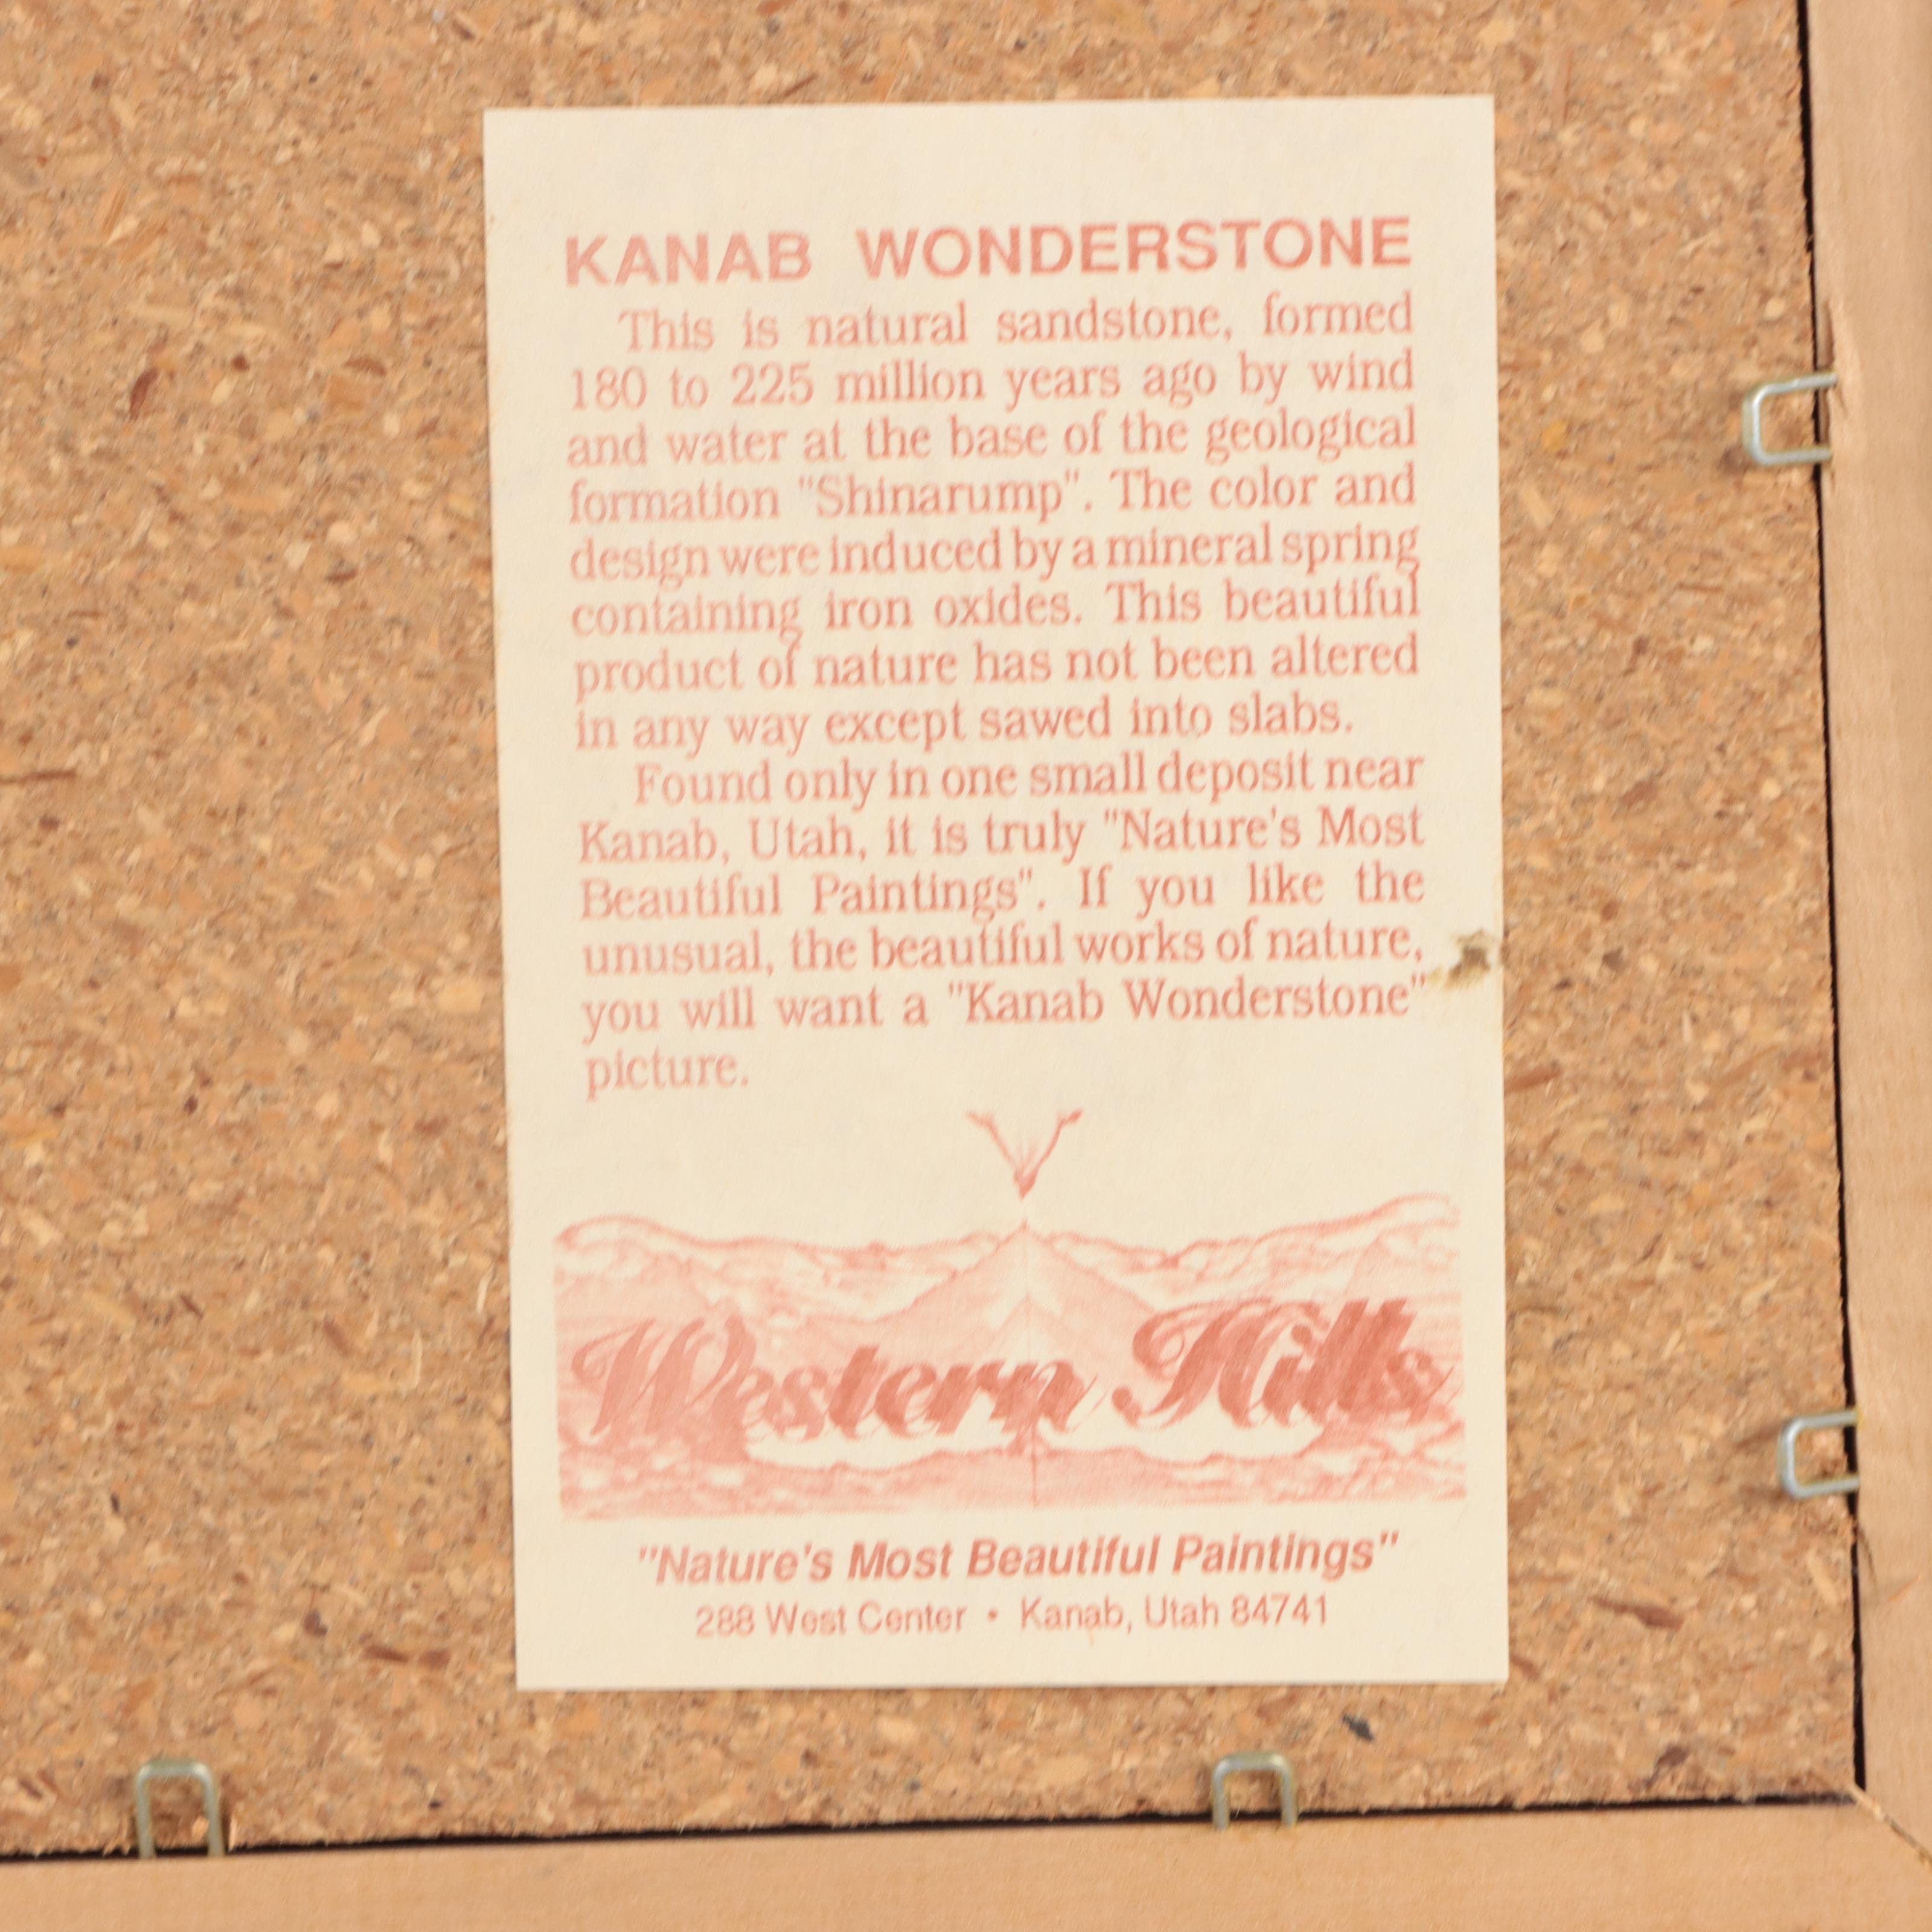 KANAB WONDERSTONE
This is natural sandstone, formed
180 to 225 million years ago by wind
and water at the base of the geological
formation "Shinarump". The color and
design were induced by a mineral spring
containing iron oxides. This beautiful
product of nature has not been altered
in any way except sawed into slabs.
Found only in one small deposit near
Kanab, Utah, it is truly "Nature's Most
Beautiful Paintings". If you like the
unusual, the beautiful works of nature,
you will want a "Kanab Wonderstone"
picture.
Western Hills
"Nature's Most Beautiful Paintings"
288 West Center • Kanab, Utah 84741